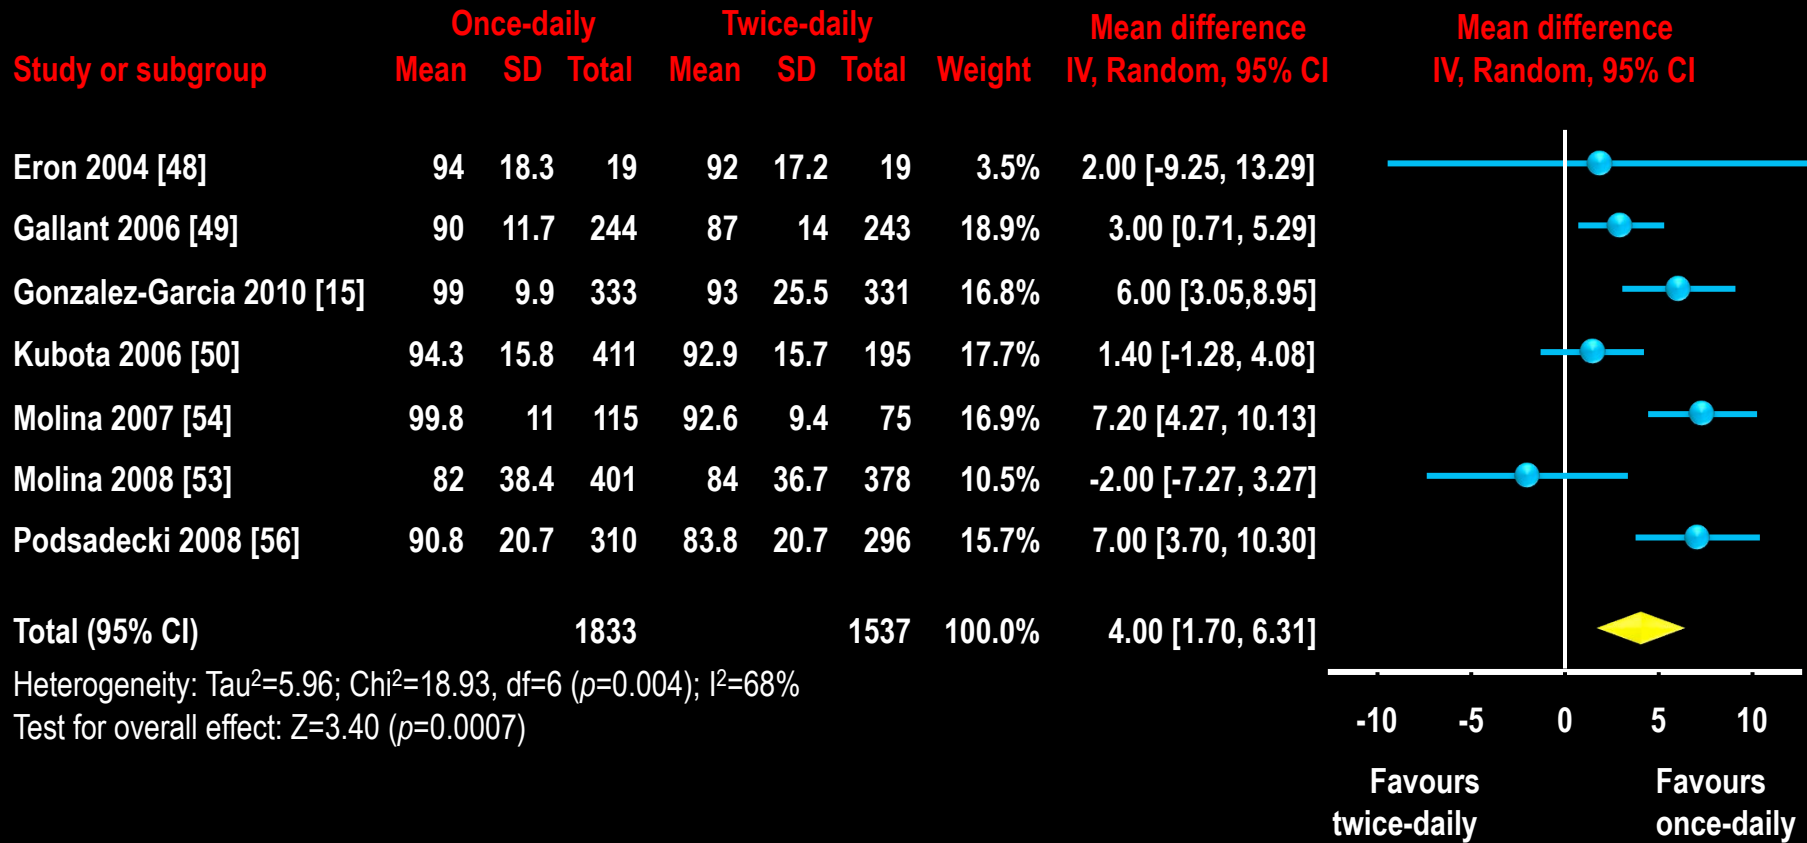 Once-daily Twice-daily Mean difference Mean difference
Study or subgroup Mean SD Total Mean SD Total Weight IV, Random, 95% CI IV, Random, 95% CI
Eron 2004 [48] 94 18.3 19 92 17.2 19 3.5% 2.00 [-9.25, 13.29]
Gallant 2006 [49] 90 11.7 244 87 14 243 18.9% 3.00 [0.71, 5.29]
Gonzalez-Garcia 2010 [15] 99 9.9 333 93 25.5 331 16.8% 6.00 [3.05,8.95]
Kubota 2006 [50] 94.3 15.8 411 92.9 15.7 195 17.7% 1.40 [-1.28, 4.08]
Molina 2007 [54] 99.8 11 115 92.6 9.4 75 16.9% 7.20 [4.27, 10.13]
Molina 2008 [53] 82 38.4 401 84 36.7 378 10.5% -2.00 [-7.27, 3.27]
Podsadecki 2008 [56] 90.8 20.7 310 83.8 20.7 296 15.7% 7.00 [3.70, 10.30]
Total (95% CI) 1833 1537 100.0% 4.00 [1.70, 6.31]
Heterogeneity: Tau²=5.96; Chi²=18.93, df=6 (p=0.004); I²=68%
Test for overall effect: Z=3.40 (p=0.0007)
-10 -5 0 5 10
Favours Favours
twice-daily once-daily